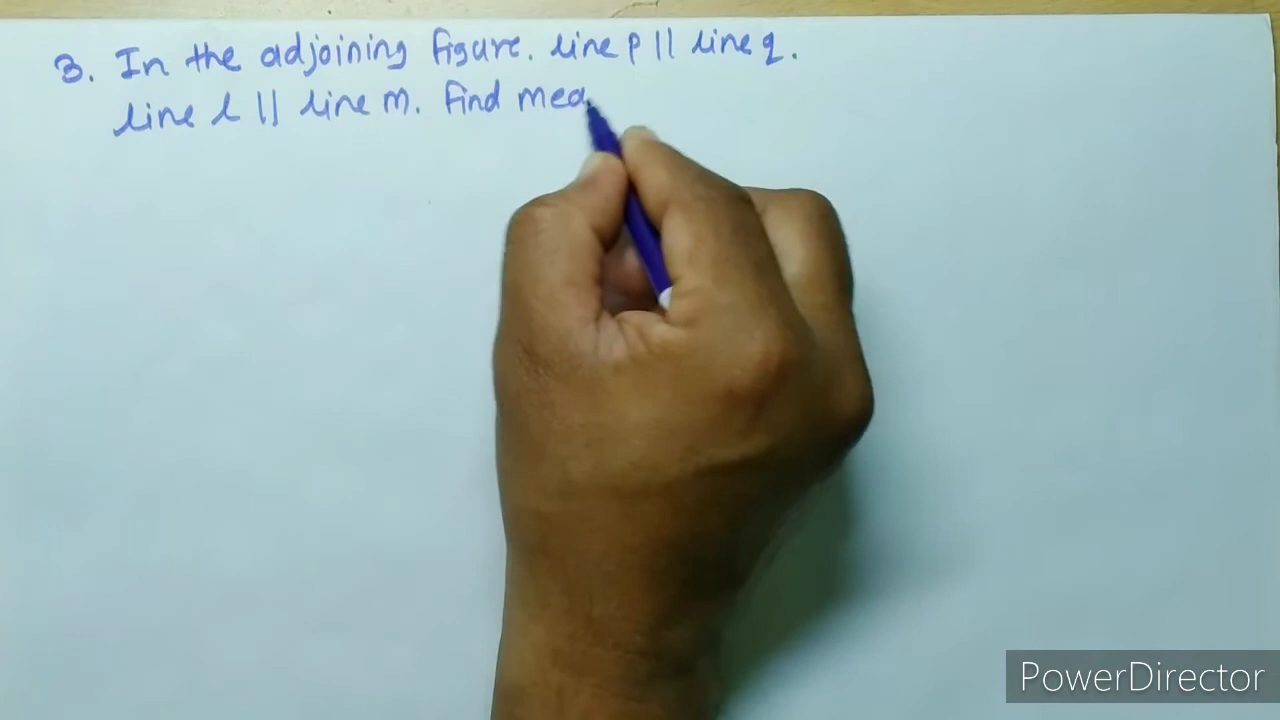 3. In the adjoining figure. line p || line q.
line l || line m. Find mea
PowerDirector